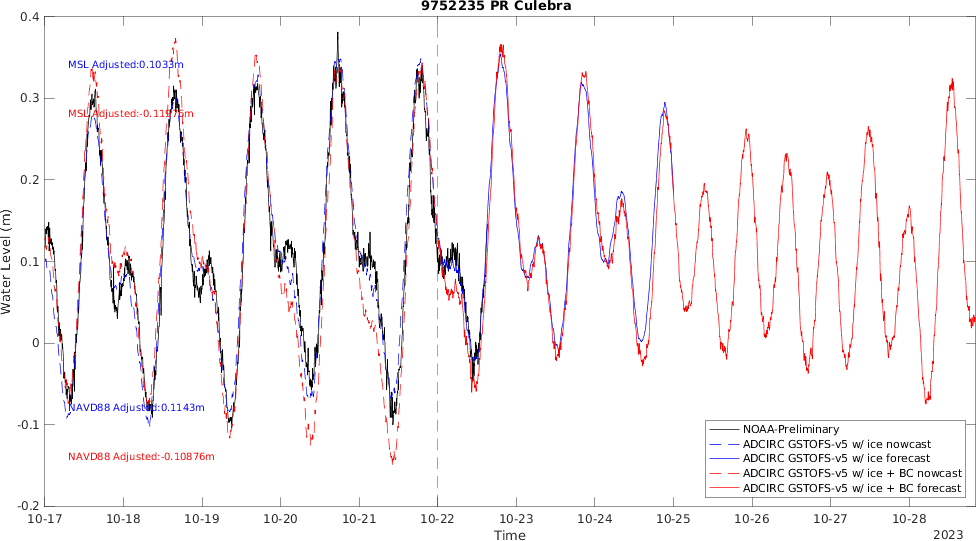 9752235 PR Culebra
0.4
0.3
0.2
0.1
0
-0.1
-0.2
Water Level (m)
MSL Adjusted:0.1033m
MSL Adjusted:-0.11976m
NAVD88 Adjusted:0.1143m
NAVD88 Adjusted:-0.10876m
NOAA-Preliminary
ADCIRC GSTOFS-v5 w/ ice nowcast
ADCIRC GSTOFS-v5 w/ ice forecast
ADCIRC GSTOFS-v5 w/ ice + BC nowcast
ADCIRC GSTOFS-v5 w/ ice + BC forecast
10-17 10-18 10-19 10-20 10-21 10-22 10-23 10-24 10-25 10-26 10-27 10-28
Time
2023